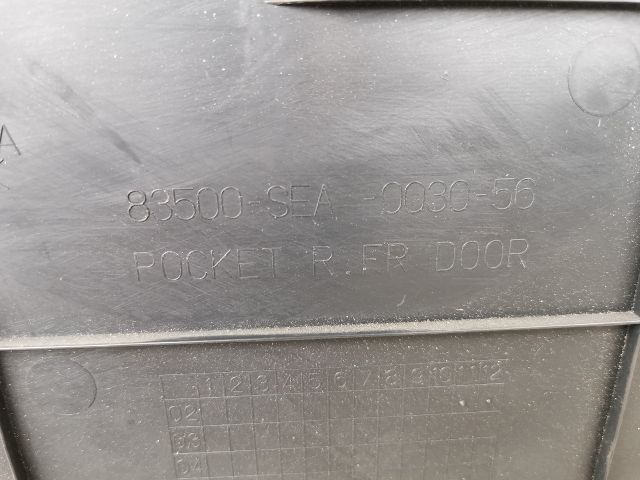 A
83500-SEA -0030-56
POCKET R.FR DOOR
1 2 3 4 5 6 7 8 9 10 11 12
02
03
04